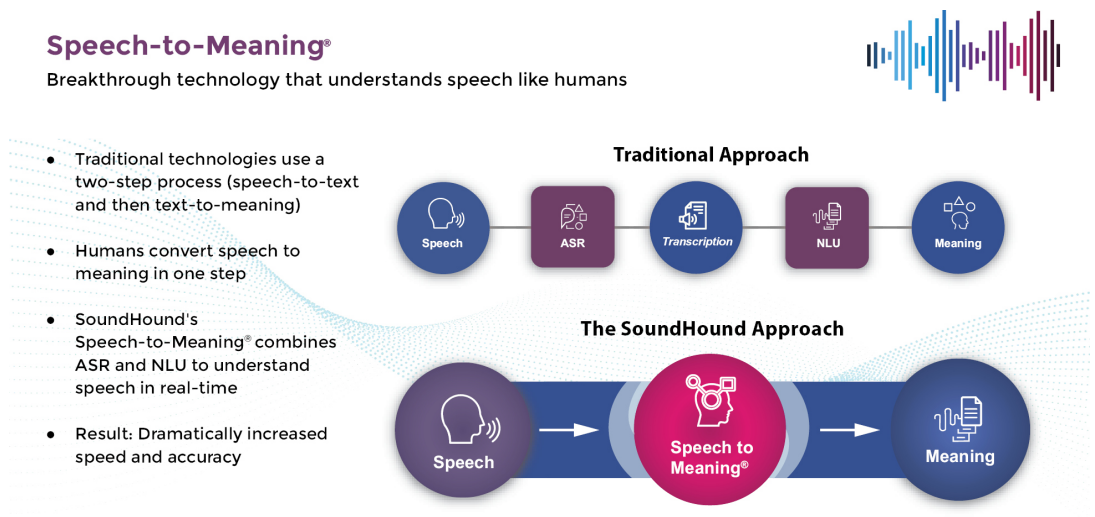 Speech-to-Meaning®
Breakthrough technology that understands speech like humans
● Traditional technologies use a
two-step process (speech-to-text
and then text-to-meaning)
● Humans convert speech to
meaning in one step
● SoundHound's
Speech-to-Meaning® combines
ASR and NLU to understand
speech in real-time
● Result: Dramatically increased
speed and accuracy
Traditional Approach
Speech
ASR
Transcription
NLU
Meaning
The SoundHound Approach
Speech
Speech to
Meaning®
Meaning